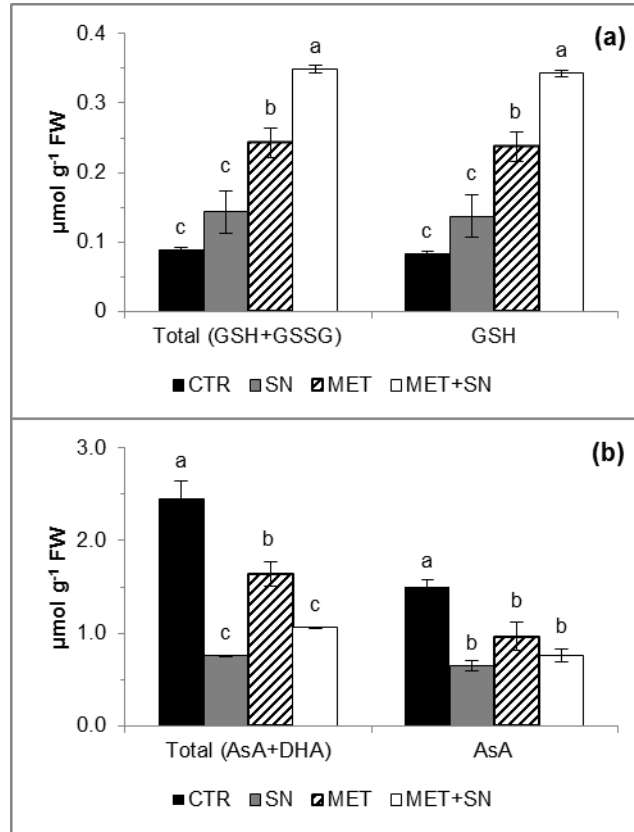 (a)
µmol g-1 FW
0.4
0.3
0.2
0.1
0
c c b a
c c b a
Total (GSH+GSSG) GSH
CTR SN MET MET+SN
(b)
µmol g-1 FW
3.0
2.0
1.0
0.0
a c b c
a b b b
Total (AsA+DHA) AsA
CTR SN MET MET+SN